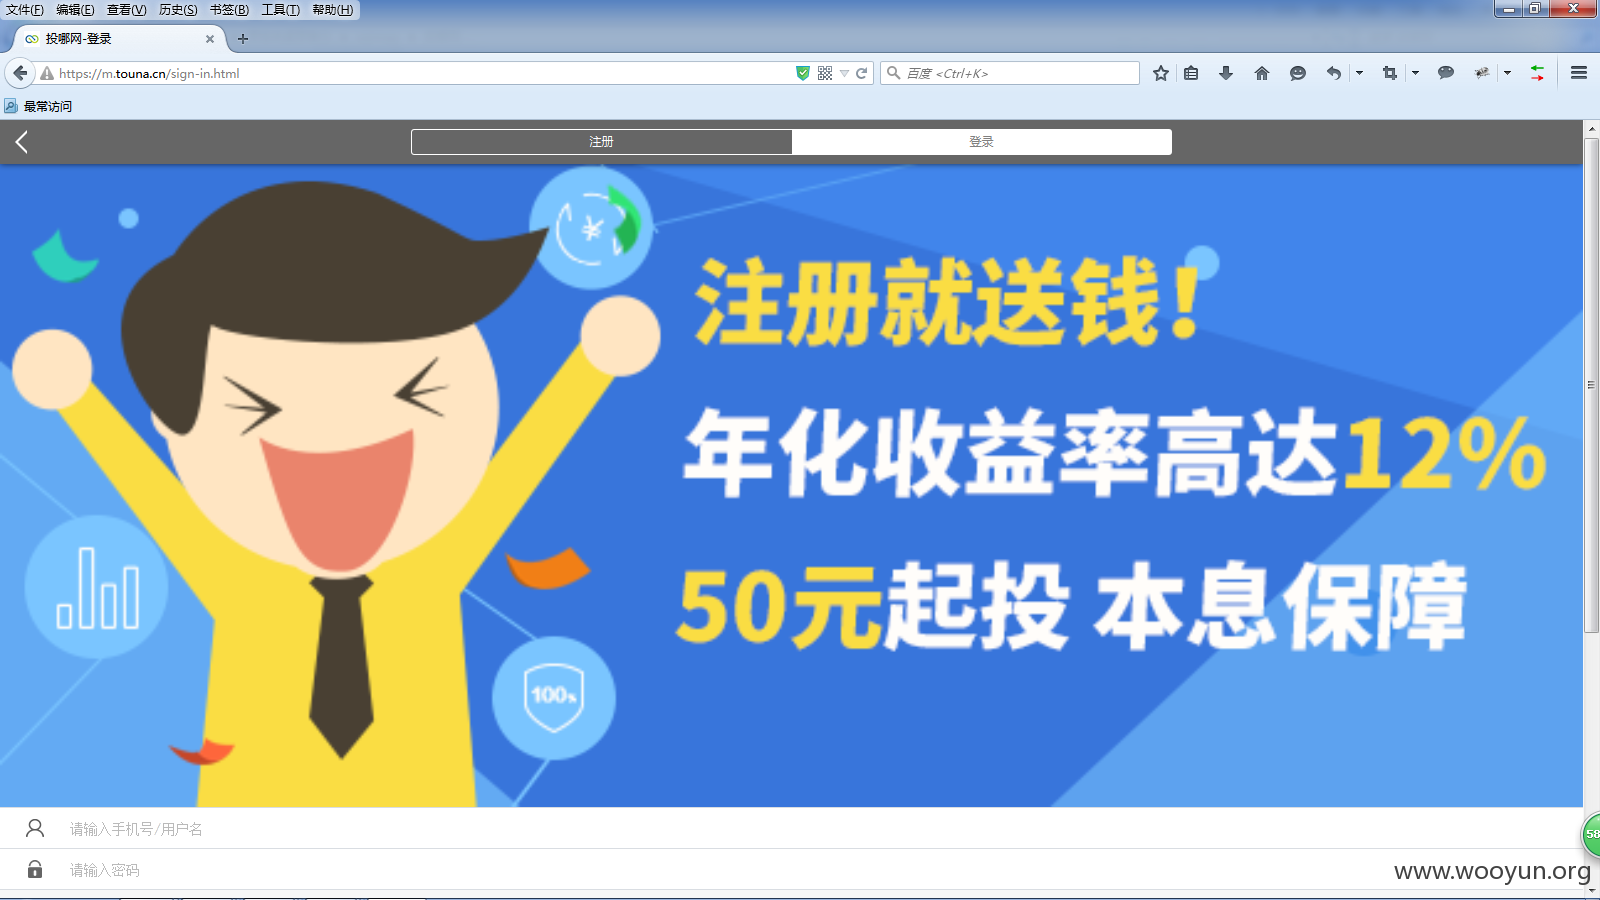 文件(F) 编辑(E) 查看(V) 历史(S) 书签(B) 工具(T) 帮助(H)
投哪网-登录
https://m.touna.cn/sign-in.html
百度 <Ctrl+K>
最常访问
注册 登录
¥
注册就送钱!
年化收益率高达12%
50元起投 本息保障
100%
请输入手机号/用户名
58
请输入密码
www.wooyun.org